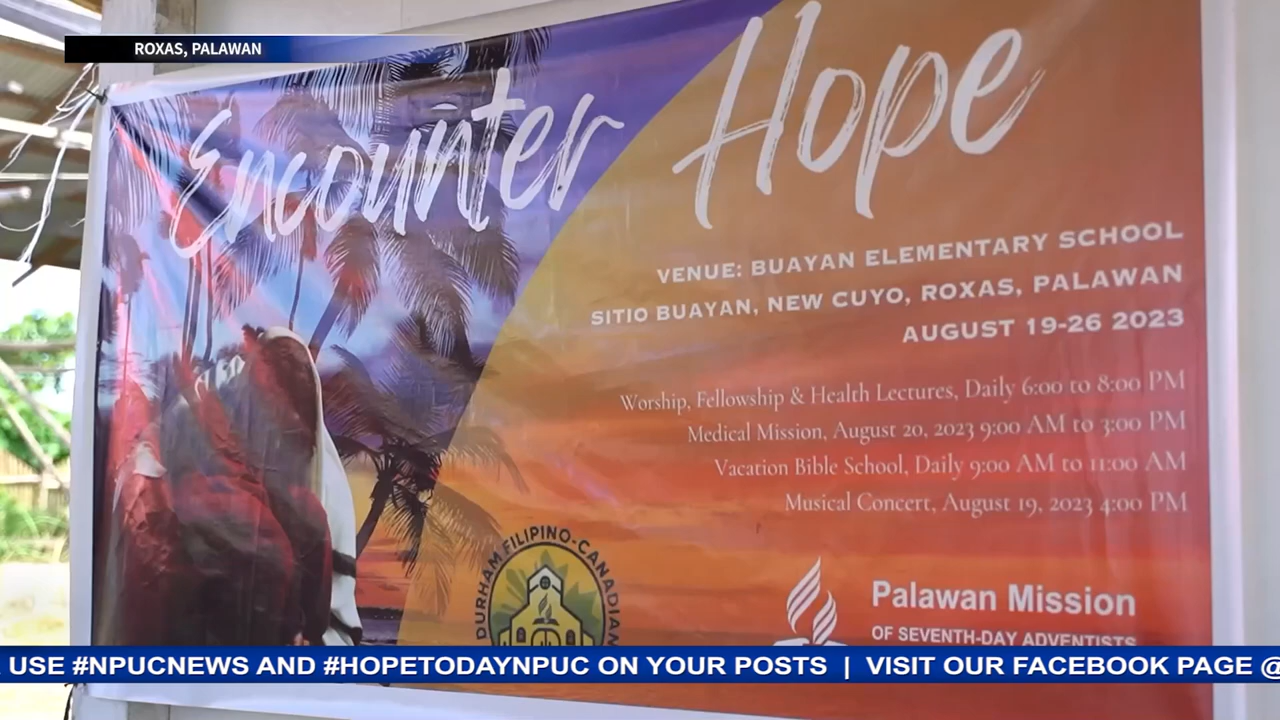 ROXAS, PALAWAN
Encounter Hope
VENUE: BUAYAN ELEMENTARY SCHOOL
SITIO BUAYAN, NEW CUYO, ROXAS, PALAWAN
AUGUST 19-26 2023
Worship, Fellowship & Health Lectures, Daily 6:00 to 8:00 PM
Medical Mission, August 20, 2023 9:00 AM to 3:00 PM
Vacation Bible School, Daily 9:00 AM to 11:00 AM
Musical Concert, August 19, 2023 4:00 PM
DURHAM FILIPINO-CANADIAN
Palawan Mission
OF SEVENTH-DAY ADVENTISTS
USE #NPUCNEWS AND #HOPETODAYNPUC ON YOUR POSTS | VISIT OUR FACEBOOK PAGE @